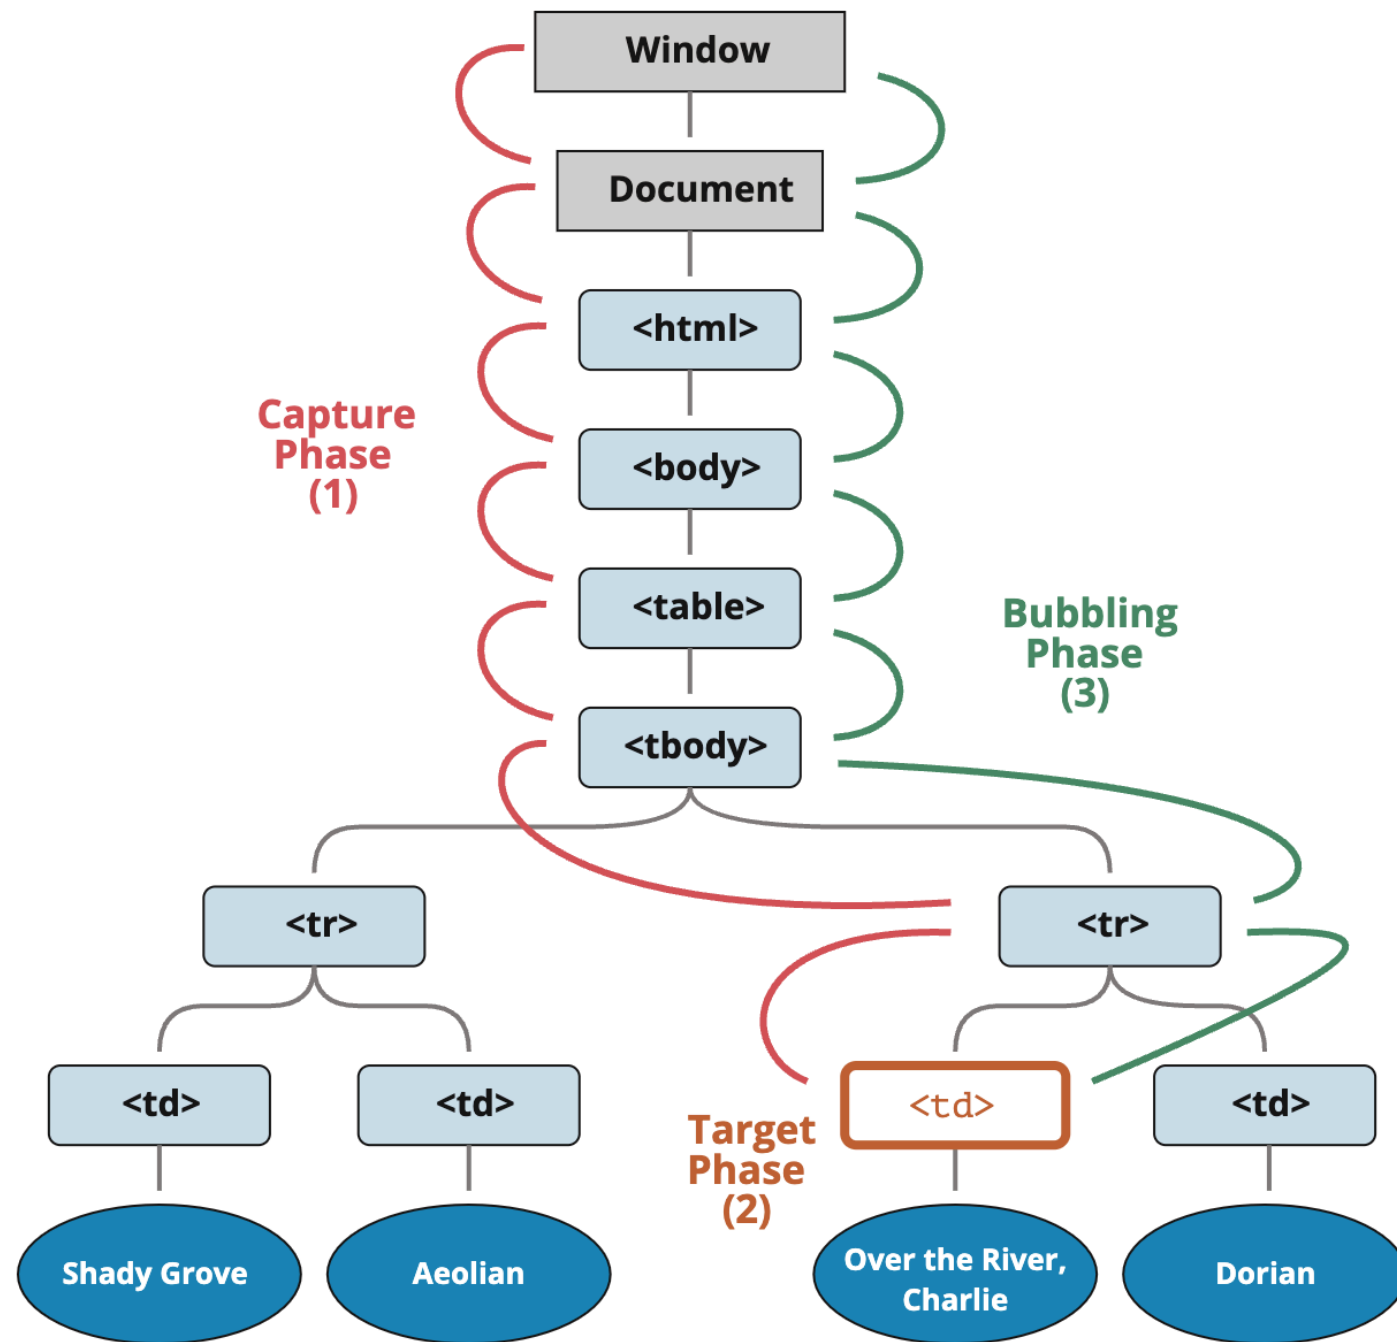 Window
Document
<html>
Capture
Phase
(1)
<body>
<table>
Bubbling
Phase
(3)
<tbody>
<tr>
<tr>
<td>
<td>
<td>
<td>
Target
Phase
(2)
Shady Grove
Aeolian
Over the River,
Charlie
Dorian